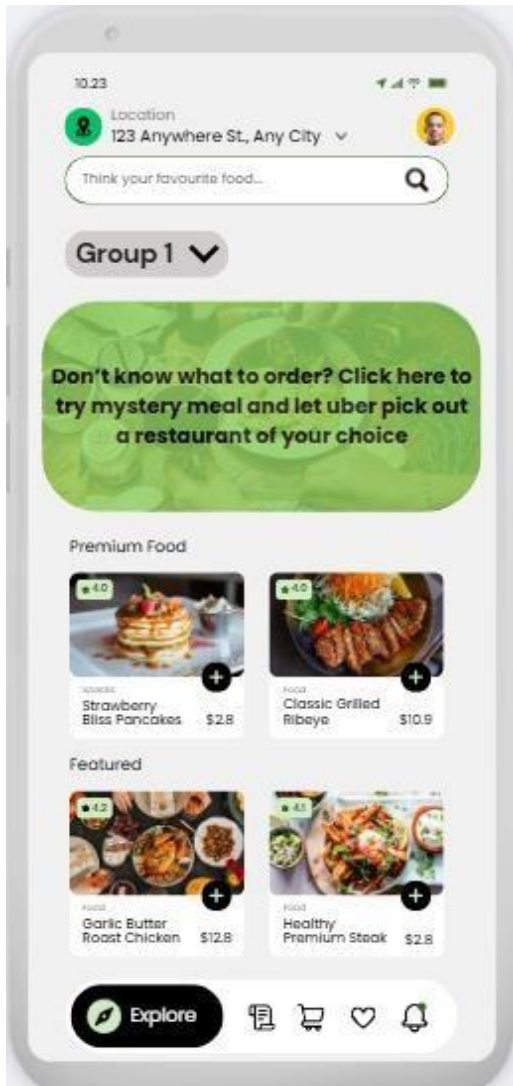 10.23
Location
123 Anywhere St., Any City
Think your favourite food...
Group 1
Don't know what to order? Click here to
try mystery meal and let uber pick out
a restaurant of your choice
Premium Food
4.0
4.0
Snacks
Strawberry
Bliss Pancakes $2.8
Food
Classic Grilled
Ribeye $10.9
Featured
4.2
4.1
Food
Garlic Butter
Roast Chicken $12.8
Food
Healthy
Premium Steak $2.8
Explore